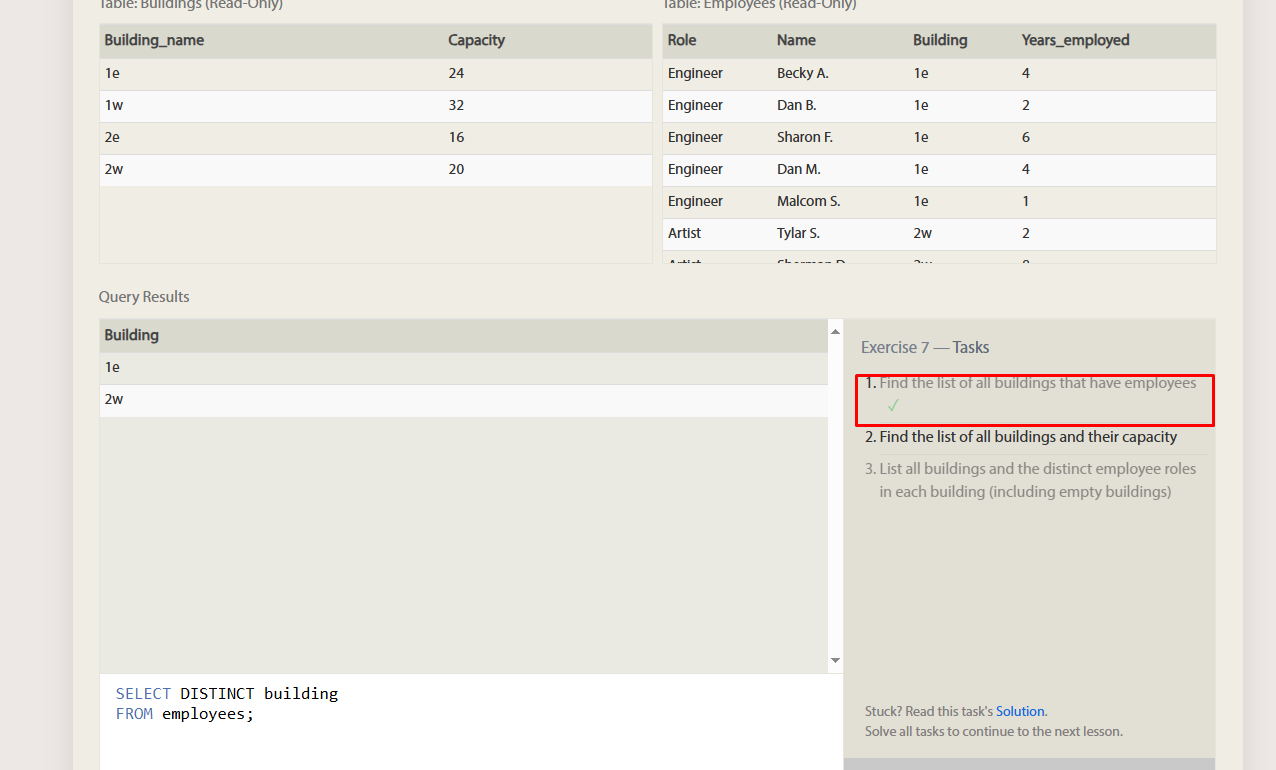 Table: Buildings (Read-Only)
Table: Employees (Read-Only)
Building_name Capacity
1e 24
1w 32
2e 16
2w 20
Role Name Building Years_employed
Engineer Becky A. 1e 4
Engineer Dan B. 1e 2
Engineer Sharon F. 1e 6
Engineer Dan M. 1e 4
Engineer Malcom S. 1e 1
Artist Tylar S. 2w 2
Artist Sherman D. 2w 8
Query Results
Building
1e
2w
Exercise 7 — Tasks
1. Find the list of all buildings that have employees
✓
2. Find the list of all buildings and their capacity
3. List all buildings and the distinct employee roles
in each building (including empty buildings)
SELECT DISTINCT building
FROM employees;
Stuck? Read this task's Solution.
Solve all tasks to continue to the next lesson.